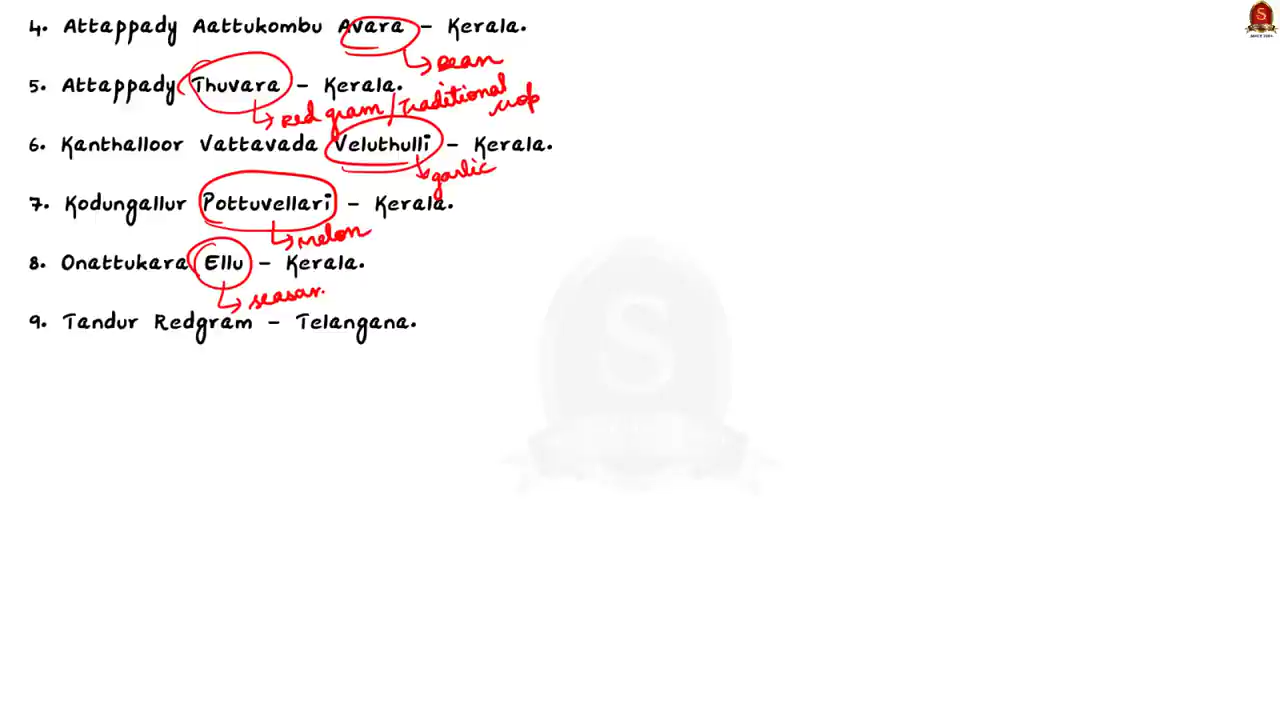 4. Attappady Aattukombu Avara - Kerala.
Bean
5. Attappady Thuvara - Kerala.
Red gram / Traditional crop
6. Kanthalloor Vattavada Veluthulli - Kerala.
garlic
7. Kodungallur Pottuvellari - Kerala.
melon
8. Onattukara Ellu - Kerala.
9. Tandur Redgram - Telangana.
S